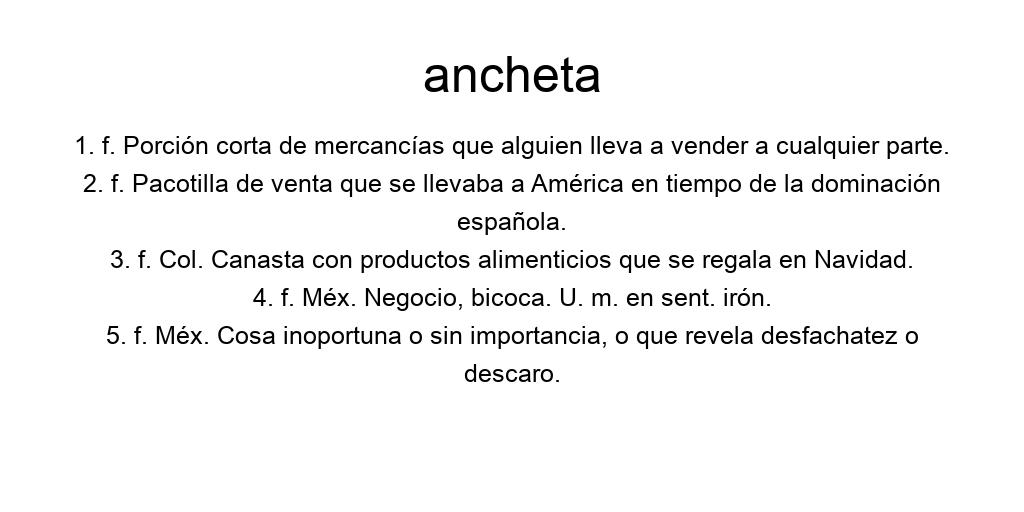 ancheta
1. f. Porción corta de mercancías que alguien lleva a vender a cualquier parte.
2. f. Pacotilla de venta que se llevaba a América en tiempo de la dominación
española.
3. f. Col. Canasta con productos alimenticios que se regala en Navidad.
4. f. Méx. Negocio, bicoca. U. m. en sent. irón.
5. f. Méx. Cosa inoportuna o sin importancia, o que revela desfachatez o
descaro.